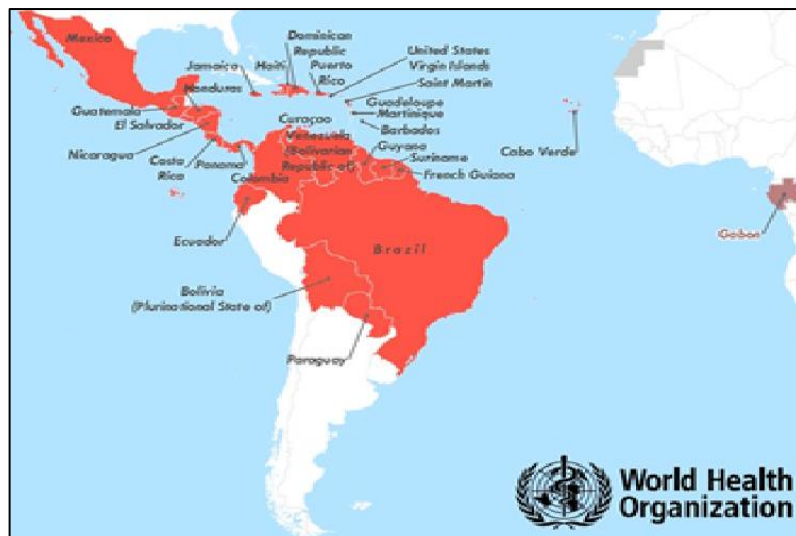 Mexico
Dominican
Republic
Jamaica
Haiti
Puerto
Rico
United States
Virgin Islands
Saint Martin
Honduras
Guadeloupe
Martinique
Barbados
Guatemala
El Salvador
Curaçao
Venezuela
(Bolivarian
Republic of)
Guyana
Suriname
French Guiana
Nicaragua
Costa
Rica
Panama
Colombia
Cabo Verde
Ecuador
Brazil
Gabon
Bolivia
(Plurinational State of)
Paraguay
World Health
Organization